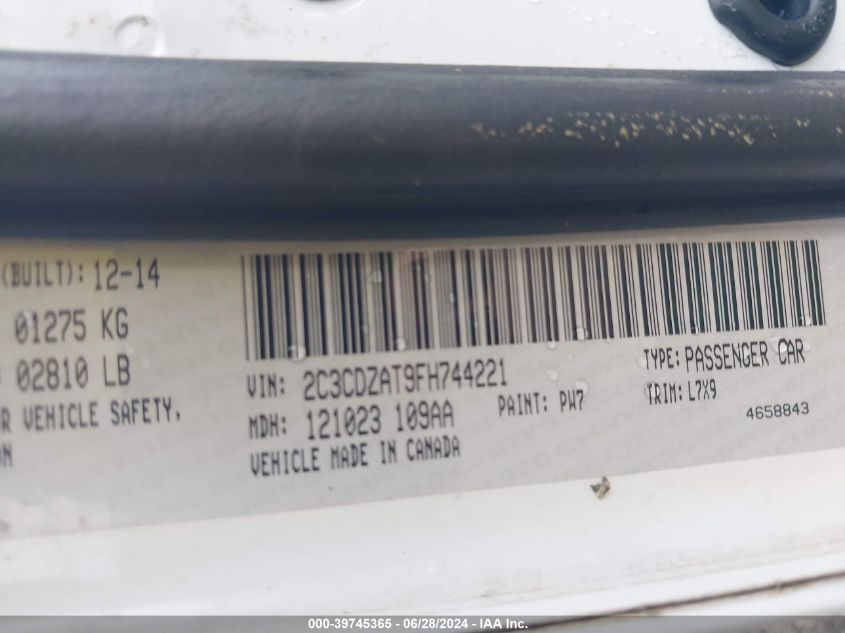 (BUILT): 12-14
01275 KG
02810 LB
R VEHICLE SAFETY,
ON
VIN: 2C3CDZAT9FH744221
MDH: 121023 109AA
PAINT: PW7
VEHICLE MADE IN CANADA
TYPE: PASSENGER CAR
TRIM: L7X9
4658843
000-39745365 - 06/28/2024 - IAA Inc.